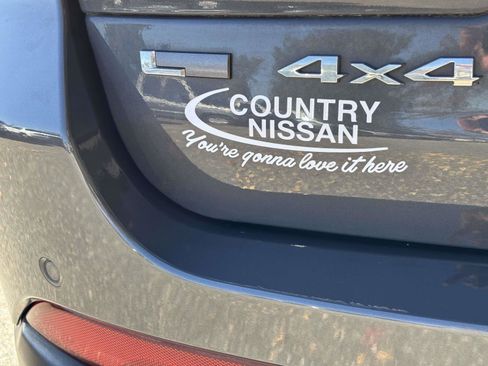 L 4x4
COUNTRY
NISSAN
You're gonna love it here